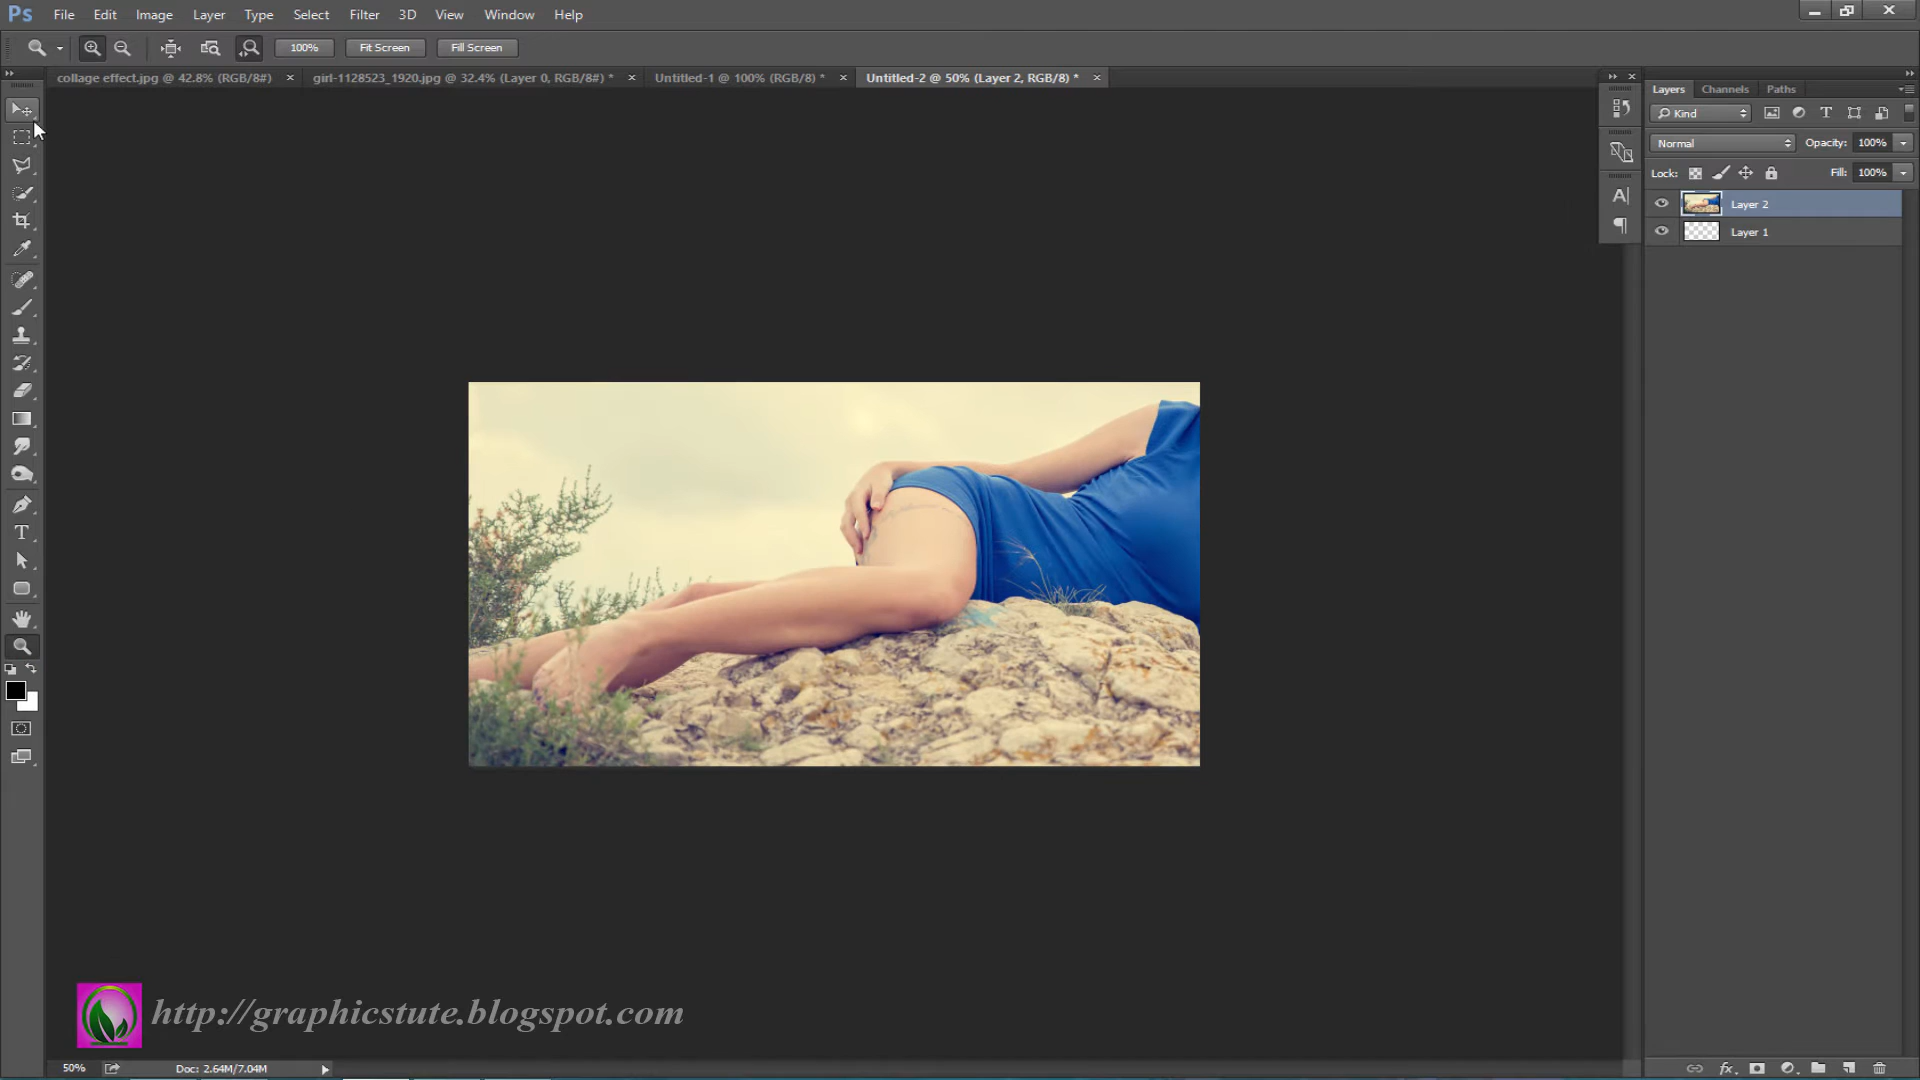 Ps File Edit Image Layer Type Select Filter 3D View Window Help
100% Fit Screen Fill Screen
collage effect.jpg @ 42.8% (RGB/8#) × girl-1128523_1920.jpg @ 32.4% (Layer 0, RGB/8#) * × Untitled-1 @ 100% (RGB/8) * × Untitled-2 @ 50% (Layer 2, RGB/8) * ×
Layers Channels Paths
Kind
Normal Opacity: 100%
Lock: Fill: 100%
Layer 2
Layer 1
http://graphicstute.blogspot.com
50% Doc: 2.64M/7.04M